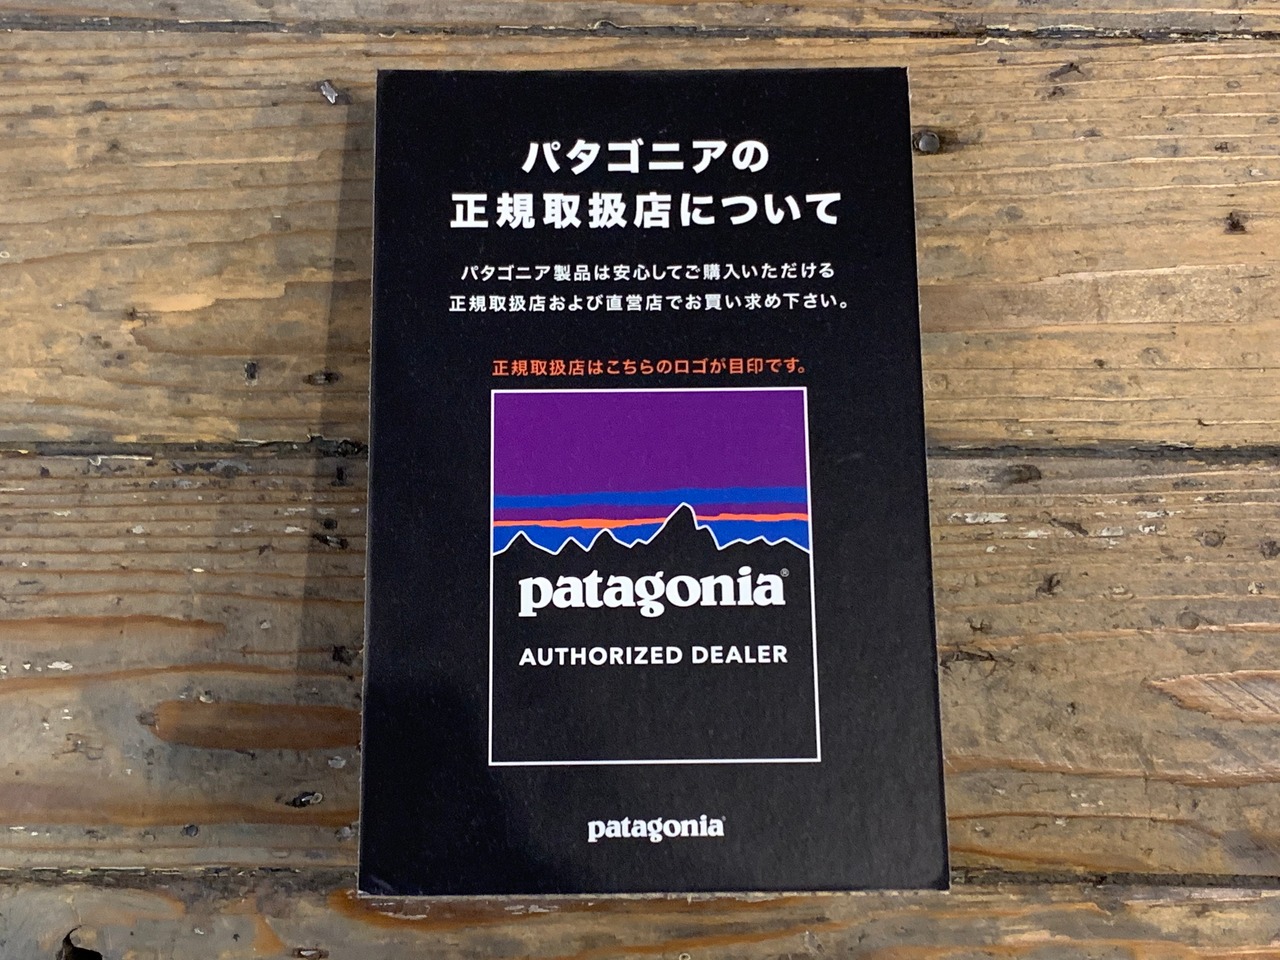 パタゴニアの
正規取扱店について
パタゴニア製品は安心してご購入いただける
正規取扱店および直営店でお買い求め下さい。
正規取扱店はこちらのロゴが目印です。
patagonia®
AUTHORIZED DEALER
patagonia